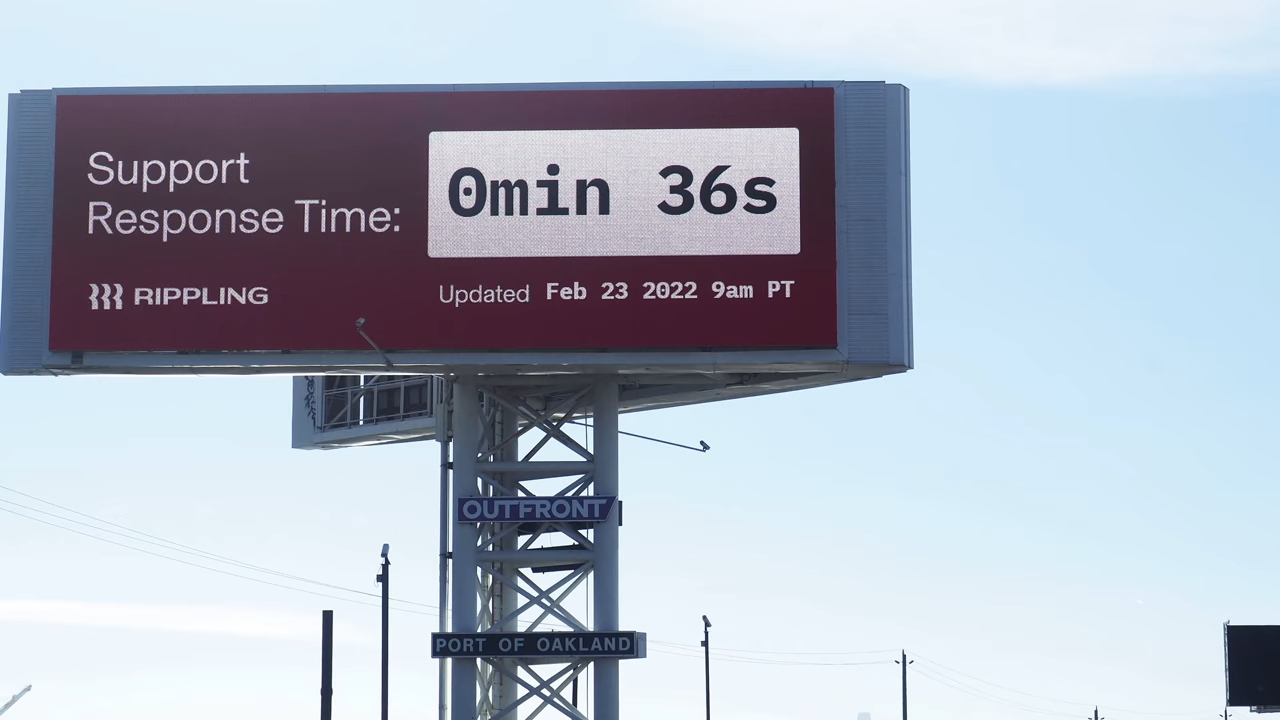 Support
Response Time:
0min 36s
RIPPLING
Updated Feb 23 2022 9am PT
OUTFRONT
PORT OF OAKLAND